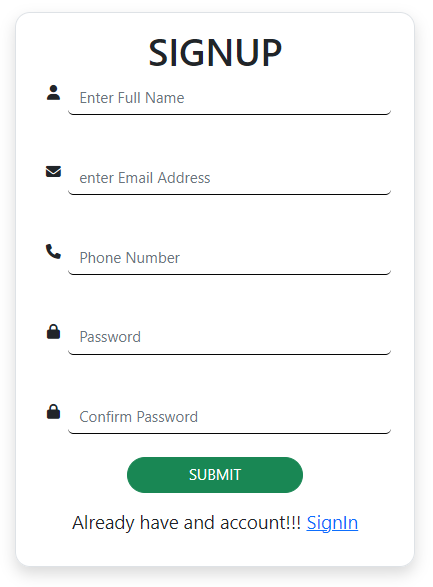 SIGNUP
Enter Full Name
enter Email Address
Phone Number
Password
Confirm Password
SUBMIT
Already have and account!!! SignIn